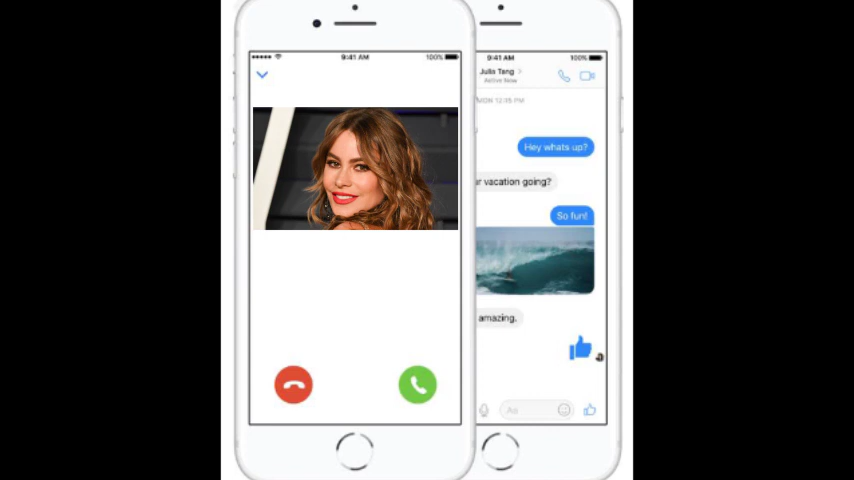 9:41 AM
100%
9:41 AM
100%
Julia Tang >
Active Now
MON 12:35 PM
Hey whats up?
ur vacation going?
So fun!
amazing.
Aa